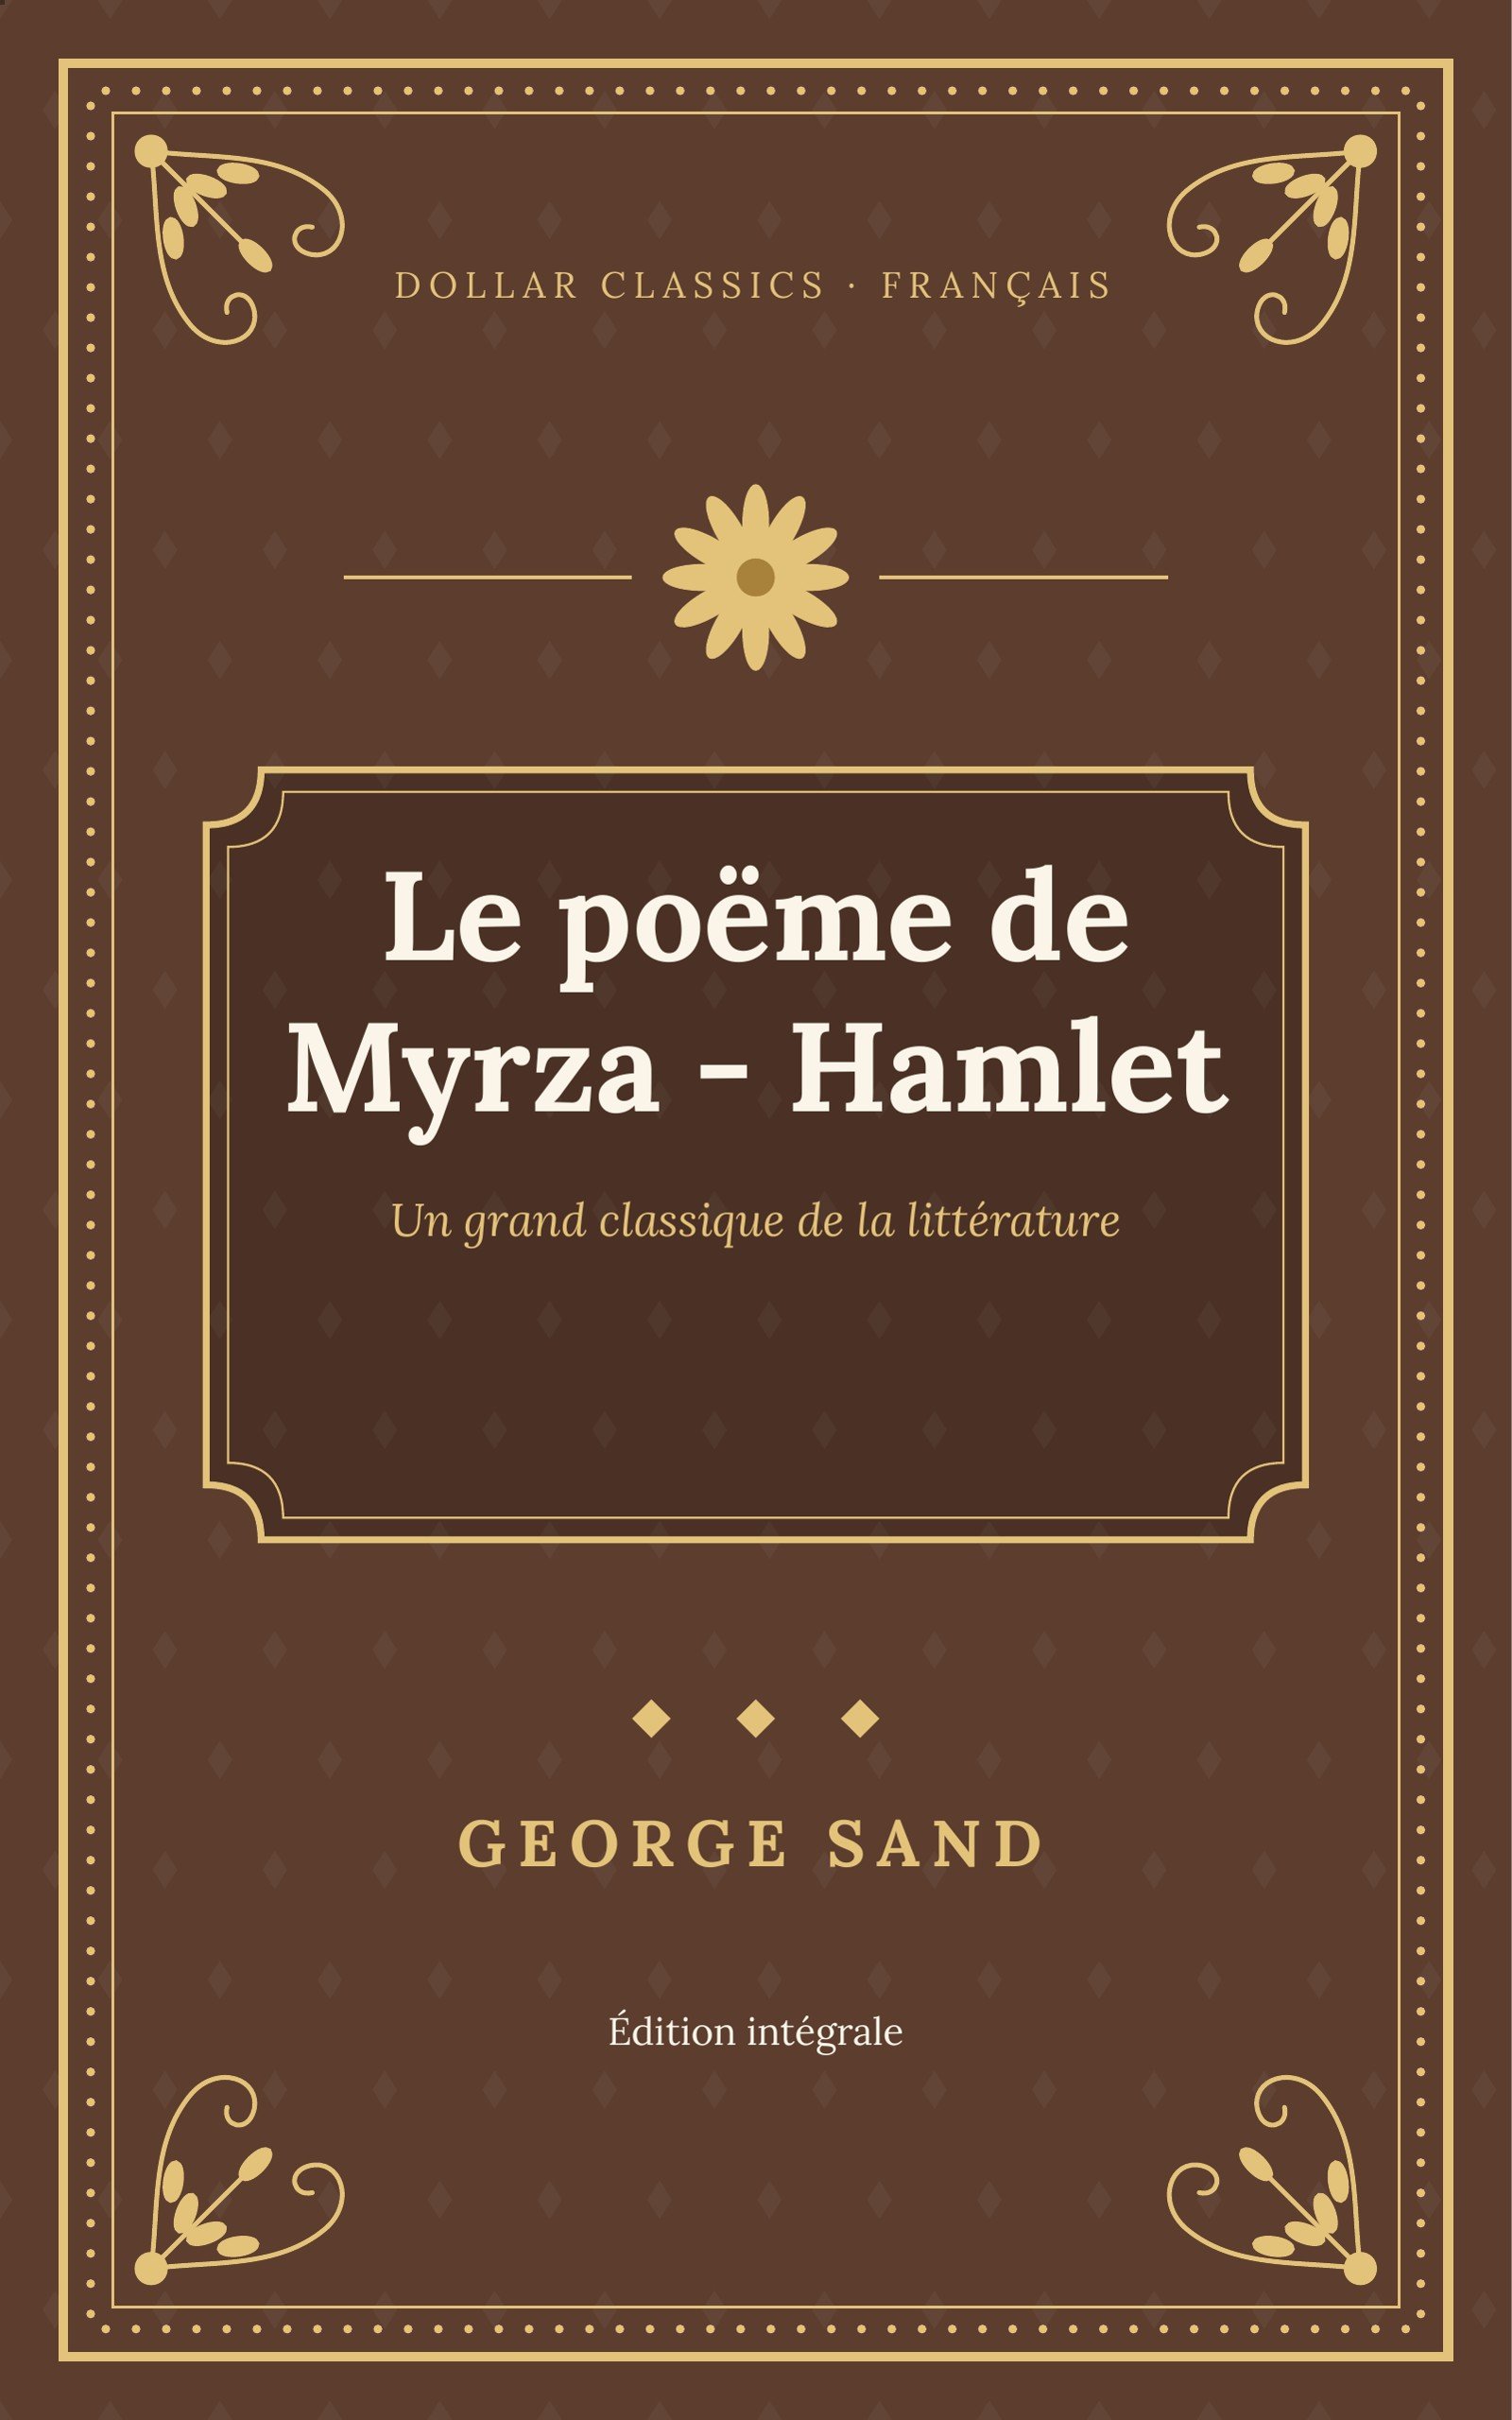 DOLLAR CLASSICS · FRANÇAIS
Le poëme de
Myrza – Hamlet
Un grand classique de la littérature
GEORGE SAND
Édition intégrale